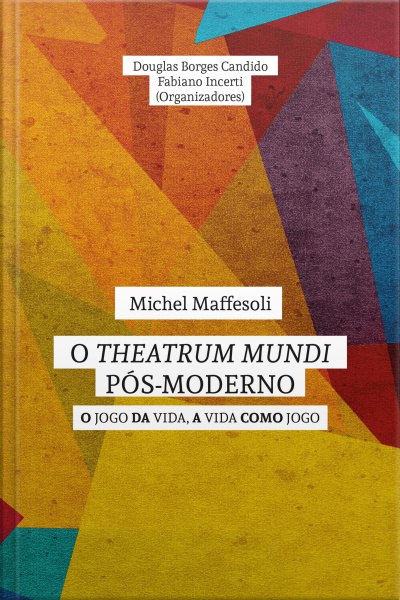 Douglas Borges Candido
Fabiano Incerti
(Organizadores)
Michel Maffesoli
O THEATRUM MUNDI
PÓS-MODERNO
O JOGO DA VIDA, A VIDA COMO JOGO